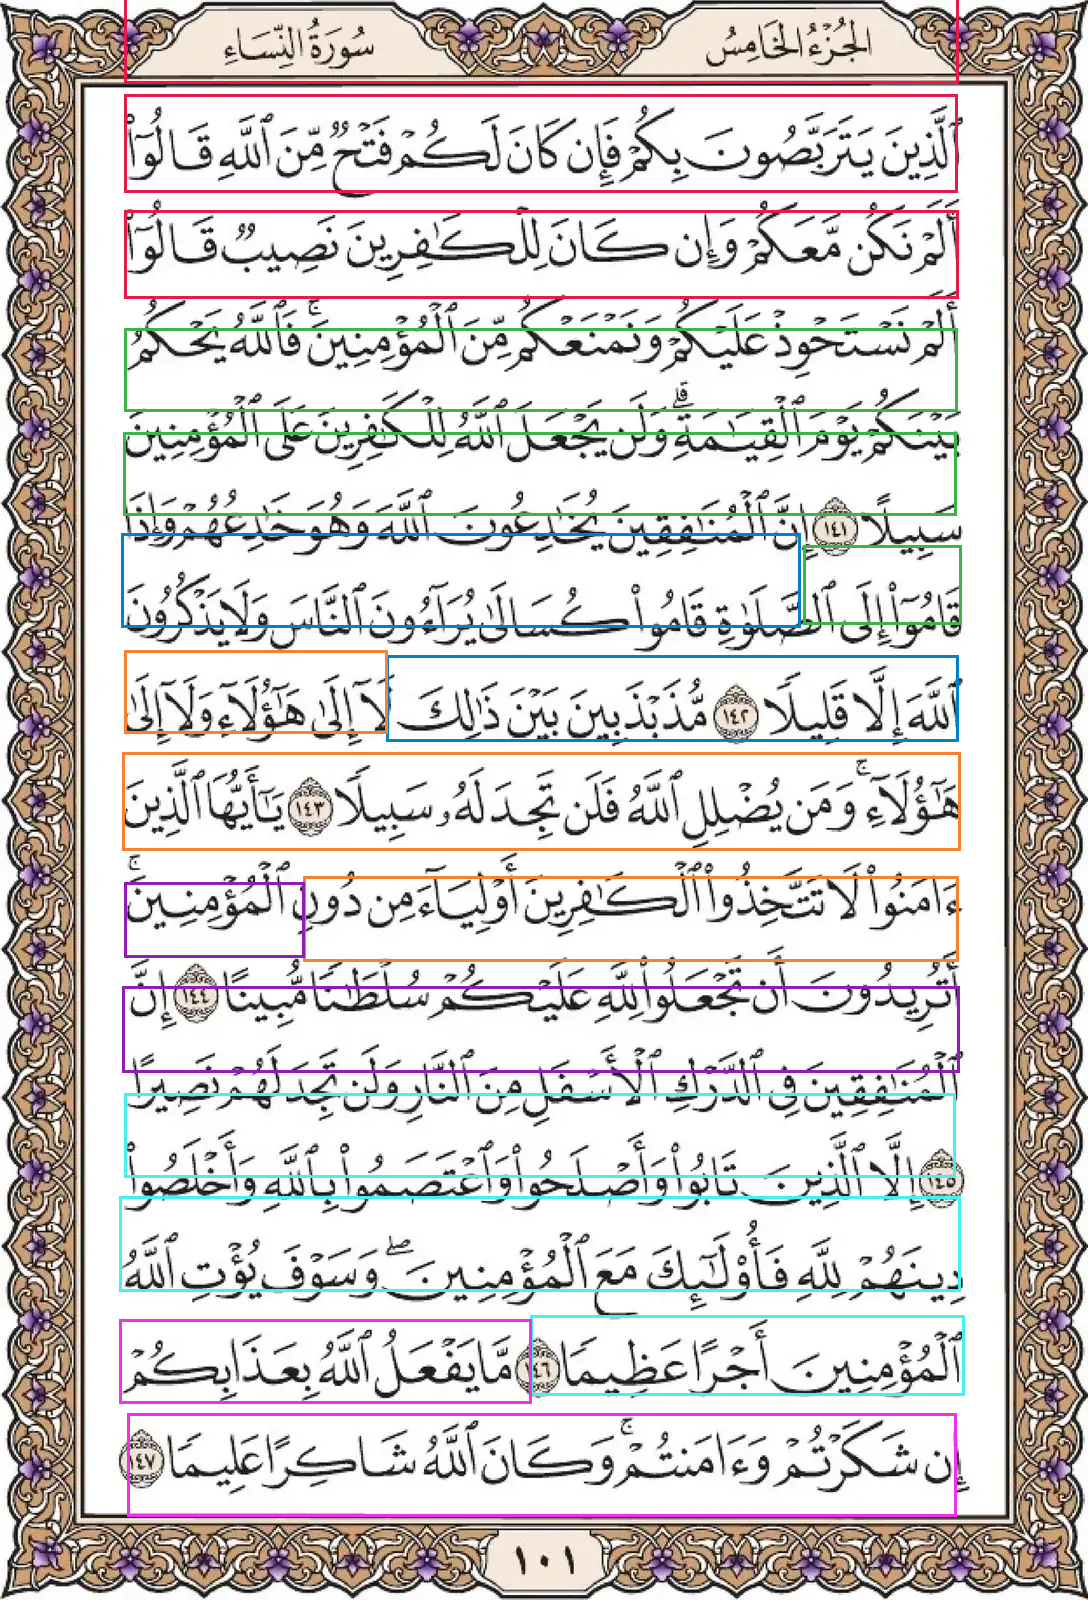 الجُزْءُ الخَامِسُ
سُورَةُ النِّسَاءِ
ٱلَّذِينَ يَتَرَبَّصُونَ بِكُمْ فَإِن كَانَ لَكُمْ فَتْحٌ مِّنَ ٱللَّهِ قَالُوٓا۟
أَلَمْ نَكُن مَّعَكُمْ وَإِن كَانَ لِلْكَٰفِرِينَ نَصِيبٌ قَالُوٓا۟
أَلَمْ نَسْتَحْوِذْ عَلَيْكُمْ وَنَمْنَعْكُم مِّنَ ٱلْمُؤْمِنِينَ ۚ فَٱللَّهُ يَحْكُمُ
بَيْنَكُمْ يَوْمَ ٱلْقِيَٰمَةِ ۗ وَلَن يَجْعَلَ ٱللَّهُ لِلْكَٰفِرِينَ عَلَى ٱلْمُؤْمِنِينَ
سَبِيلًا ١٤١ إِنَّ ٱلْمُنَٰفِقِينَ يُخَٰدِعُونَ ٱللَّهَ وَهُوَ خَٰدِعُهُمْ وَإِذَا
قَامُوٓا۟ إِلَى ٱلصَّلَوٰةِ قَامُوا۟ كُسَالَىٰ يُرَآءُونَ ٱلنَّاسَ وَلَا يَذْكُرُونَ
ٱللَّهَ إِلَّا قَلِيلًا ١٤٢ مُّذَبْذَبِينَ بَيْنَ ذَٰلِكَ لَآ إِلَىٰ هَٰٓؤُلَآءِ وَلَآ إِلَىٰ
هَٰٓؤُلَآءِ ۚ وَمَن يُضْلِلِ ٱللَّهُ فَلَن تَجِدَ لَهُۥ سَبِيلًا ١٤٣ يَٰٓأَيُّهَا ٱلَّذِينَ
ءَامَنُوا۟ لَا تَتَّخِذُوا۟ ٱلْكَٰفِرِينَ أَوْلِيَآءَ مِن دُونِ ٱلْمُؤْمِنِينَ ۚ
أَتُرِيدُونَ أَن تَجْعَلُوا۟ لِلَّهِ عَلَيْكُمْ سُلْطَٰنًا مُّبِينًا ١٤٤ إِنَّ
ٱلْمُنَٰفِقِينَ فِى ٱلدَّرْكِ ٱلْأَسْفَلِ مِنَ ٱلنَّارِ وَلَن تَجِدَ لَهُمْ نَصِيرًا
١٤٥ إِلَّا ٱلَّذِينَ تَابُوا۟ وَأَصْلَحُوا۟ وَٱعْتَصَمُوا۟ بِٱللَّهِ وَأَخْلَصُوا۟
دِينَهُمْ لِلَّهِ فَأُو۟لَٰٓئِكَ مَعَ ٱلْمُؤْمِنِينَ ۖ وَسَوْفَ يُؤْتِ ٱللَّهُ
ٱلْمُؤْمِنِينَ أَجْرًا عَظِيمًا ١٤٦ مَّا يَفْعَلُ ٱللَّهُ بِعَذَابِكُمْ
إِن شَكَرْتُمْ وَءَامَنتُمْ ۚ وَكَانَ ٱللَّهُ شَاكِرًا عَلِيمًا ١٤٧
١٠١